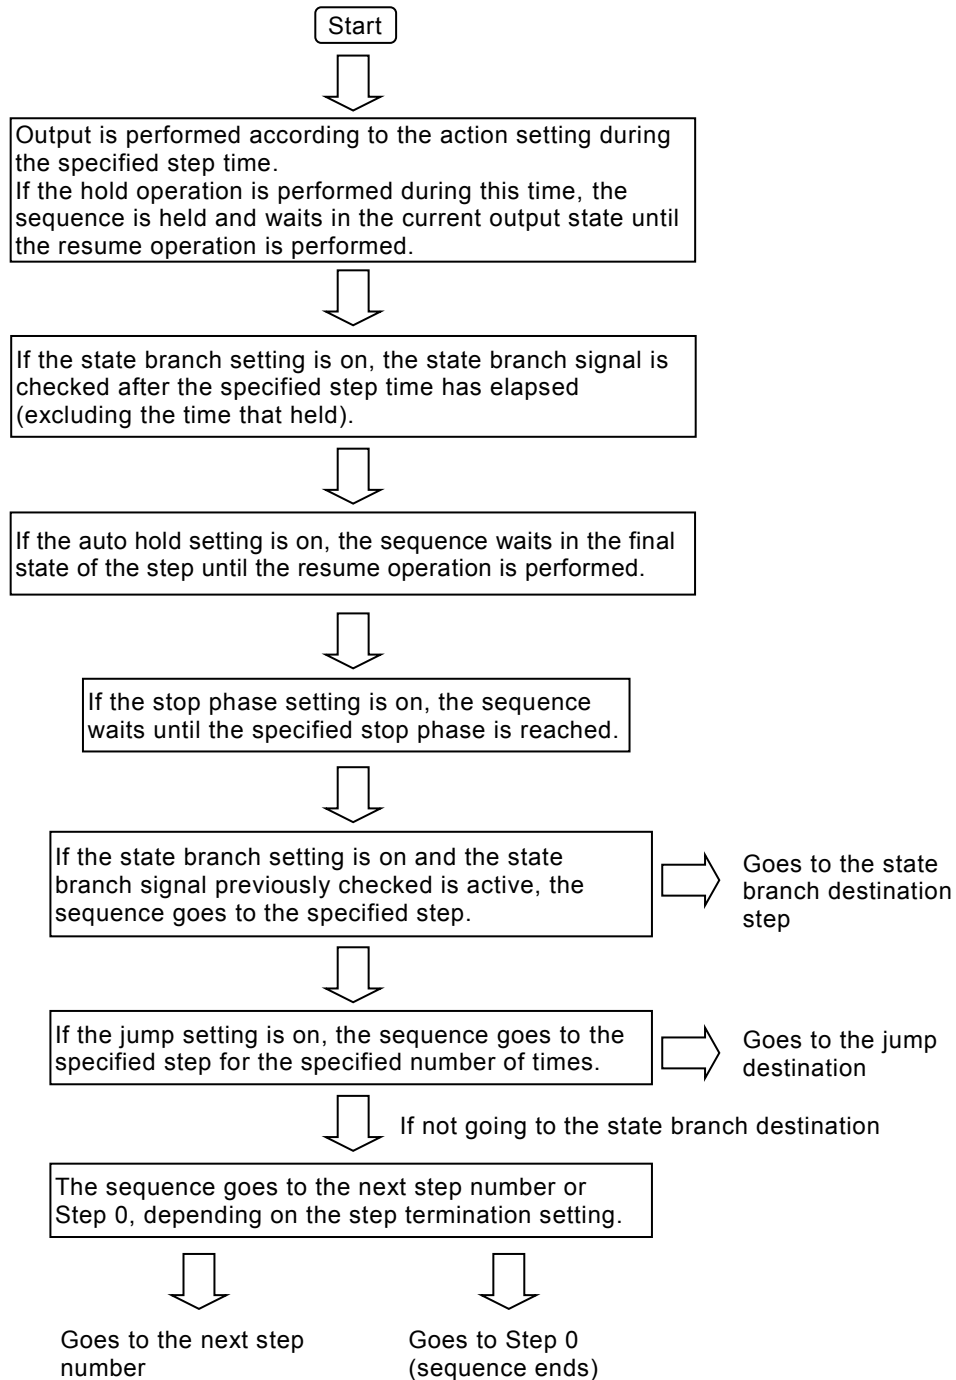 Start
Output is performed according to the action setting during
the specified step time.
If the hold operation is performed during this time, the
sequence is held and waits in the current output state until
the resume operation is performed.
If the state branch setting is on, the state branch signal is
checked after the specified step time has elapsed
(excluding the time that held).
If the auto hold setting is on, the sequence waits in the final
state of the step until the resume operation is performed.
If the stop phase setting is on, the sequence
waits until the specified stop phase is reached.
If the state branch setting is on and the state
branch signal previously checked is active, the
sequence goes to the specified step.
Goes to the state
branch destination
step
If the jump setting is on, the sequence goes to the
specified step for the specified number of times.
Goes to the jump
destination
If not going to the state branch destination
The sequence goes to the next step number or
Step 0, depending on the step termination setting.
Goes to the next step
number
Goes to Step 0
(sequence ends)